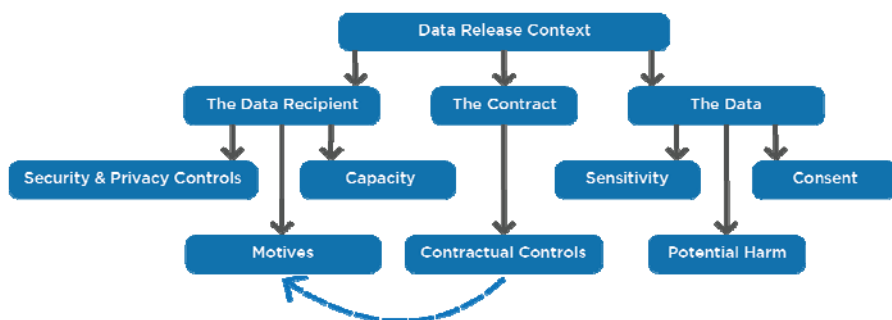 Data Release Context
The Data Recipient
The Contract
The Data
Security & Privacy Controls
Capacity
Sensitivity
Consent
Motives
Contractual Controls
Potential Harm